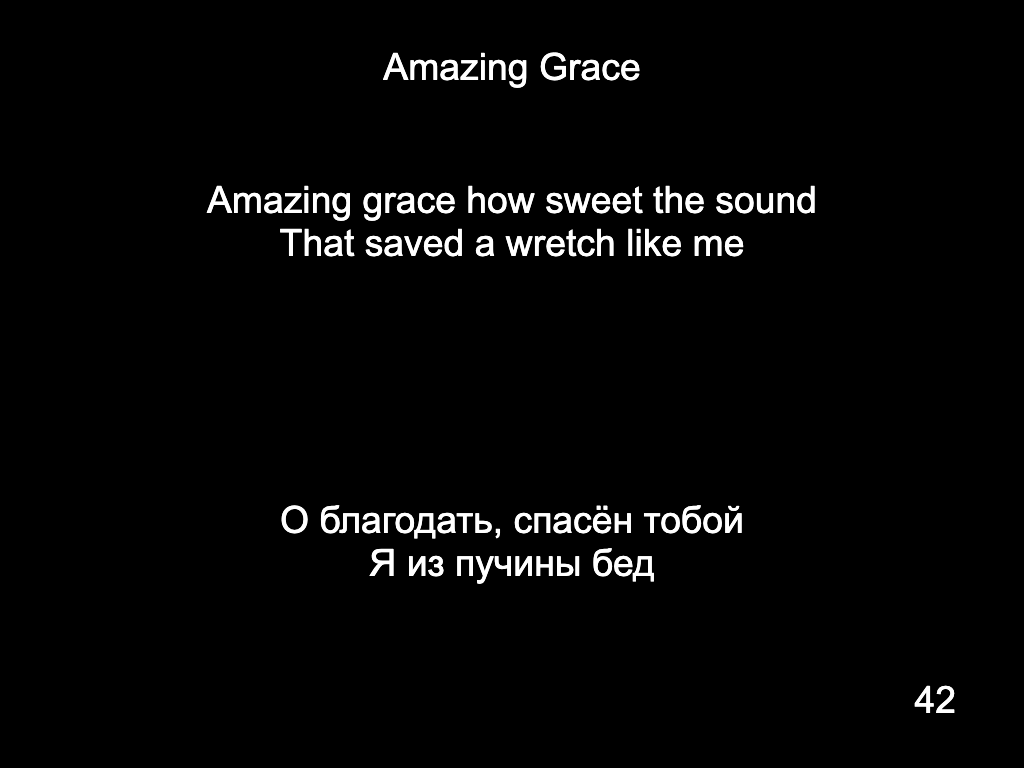 Amazing Grace
Amazing grace how sweet the sound
That saved a wretch like me
О благодать, спасён тобой
Я из пучины бед
42